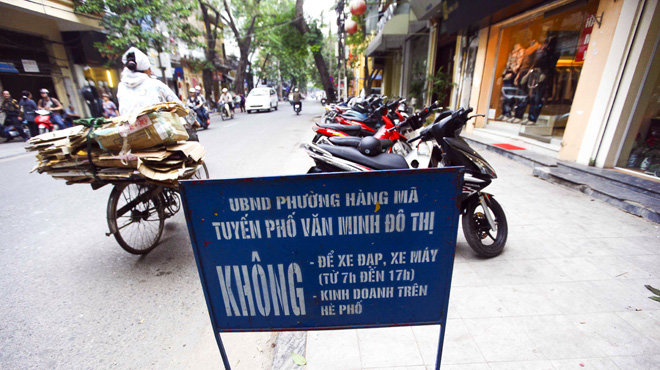 UBND PHƯỜNG HÀNG MÃ
TUYẾN PHỐ VĂN MINH ĐÔ THỊ
KHÔNG
- ĐỂ XE ĐẠP, XE MÁY
(TỪ 7h ĐẾN 17h)
- KINH DOANH TRÊN
HÈ PHỐ